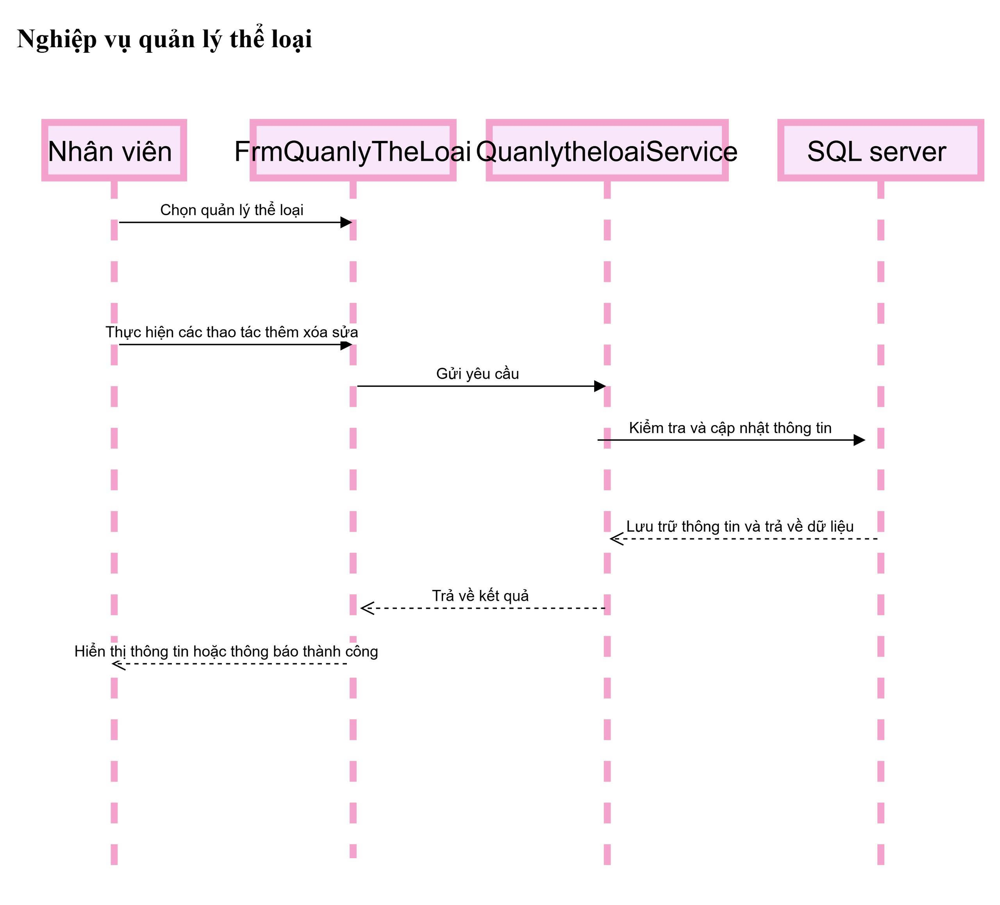 Nghiệp vụ quản lý thể loại
Nhân viên
FrmQuanlyTheLoai
QuanlytheloaiService
SQL server
Chọn quản lý thể loại
Thực hiện các thao tác thêm xóa sửa
Gửi yêu cầu
Kiểm tra và cập nhật thông tin
Lưu trữ thông tin và trả về dữ liệu
Trả về kết quả
Hiển thị thông tin hoặc thông báo thành công